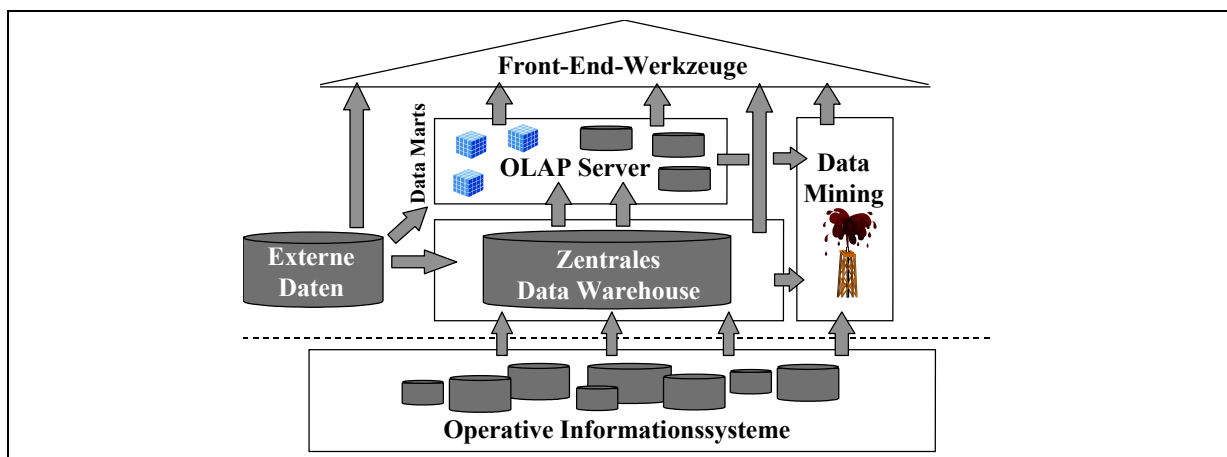 Front-End-Werkzeuge
Data Marts
OLAP Server
Data
Mining
Externe
Daten
Zentrales
Data Warehouse
Operative Informationssysteme